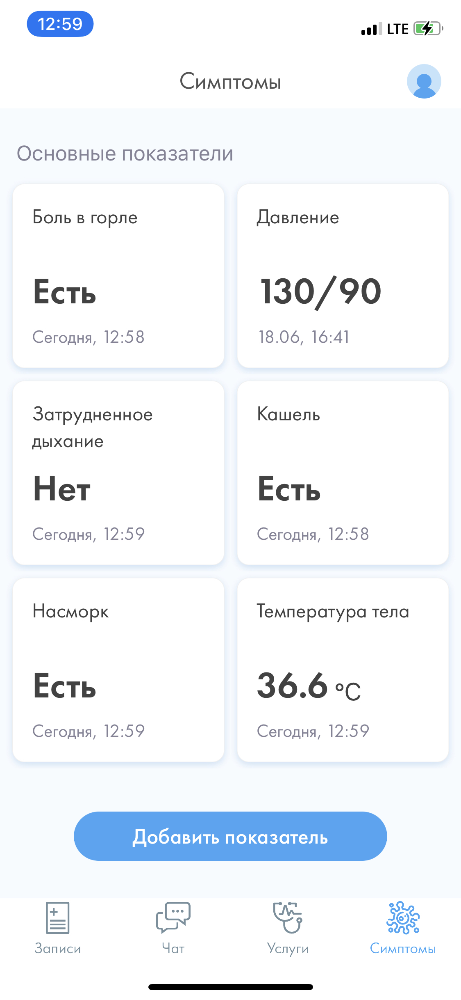 12:59
LTE
Симптомы
Основные показатели
Боль в горле
Есть
Сегодня, 12:58
Давление
130/90
18.06, 16:41
Затрудненное
дыхание
Нет
Сегодня, 12:59
Кашель
Есть
Сегодня, 12:58
Насморк
Есть
Сегодня, 12:59
Температура тела
36.6 °C
Сегодня, 12:59
Добавить показатель
Записи
Чат
Услуги
Симптомы